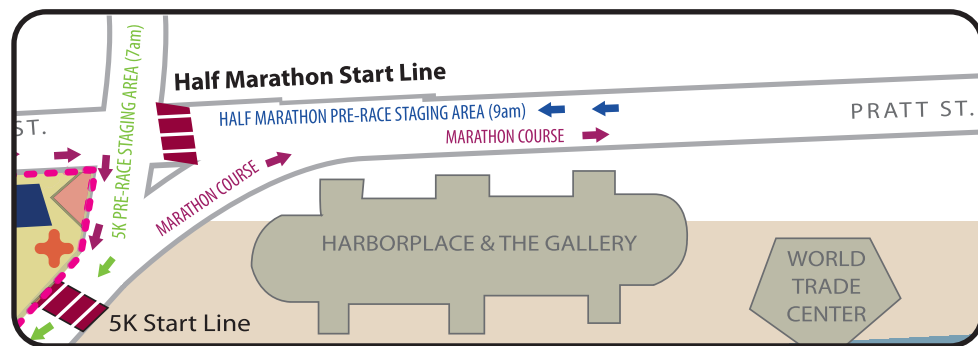 5K PRE-RACE STAGING AREA (7am)
Half Marathon Start Line
HALF MARATHON PRE-RACE STAGING AREA (9am)
PRATT ST.
ST.
MARATHON COURSE
MARATHON COURSE
HARBORPLACE & THE GALLERY
WORLD
TRADE
CENTER
5K Start Line